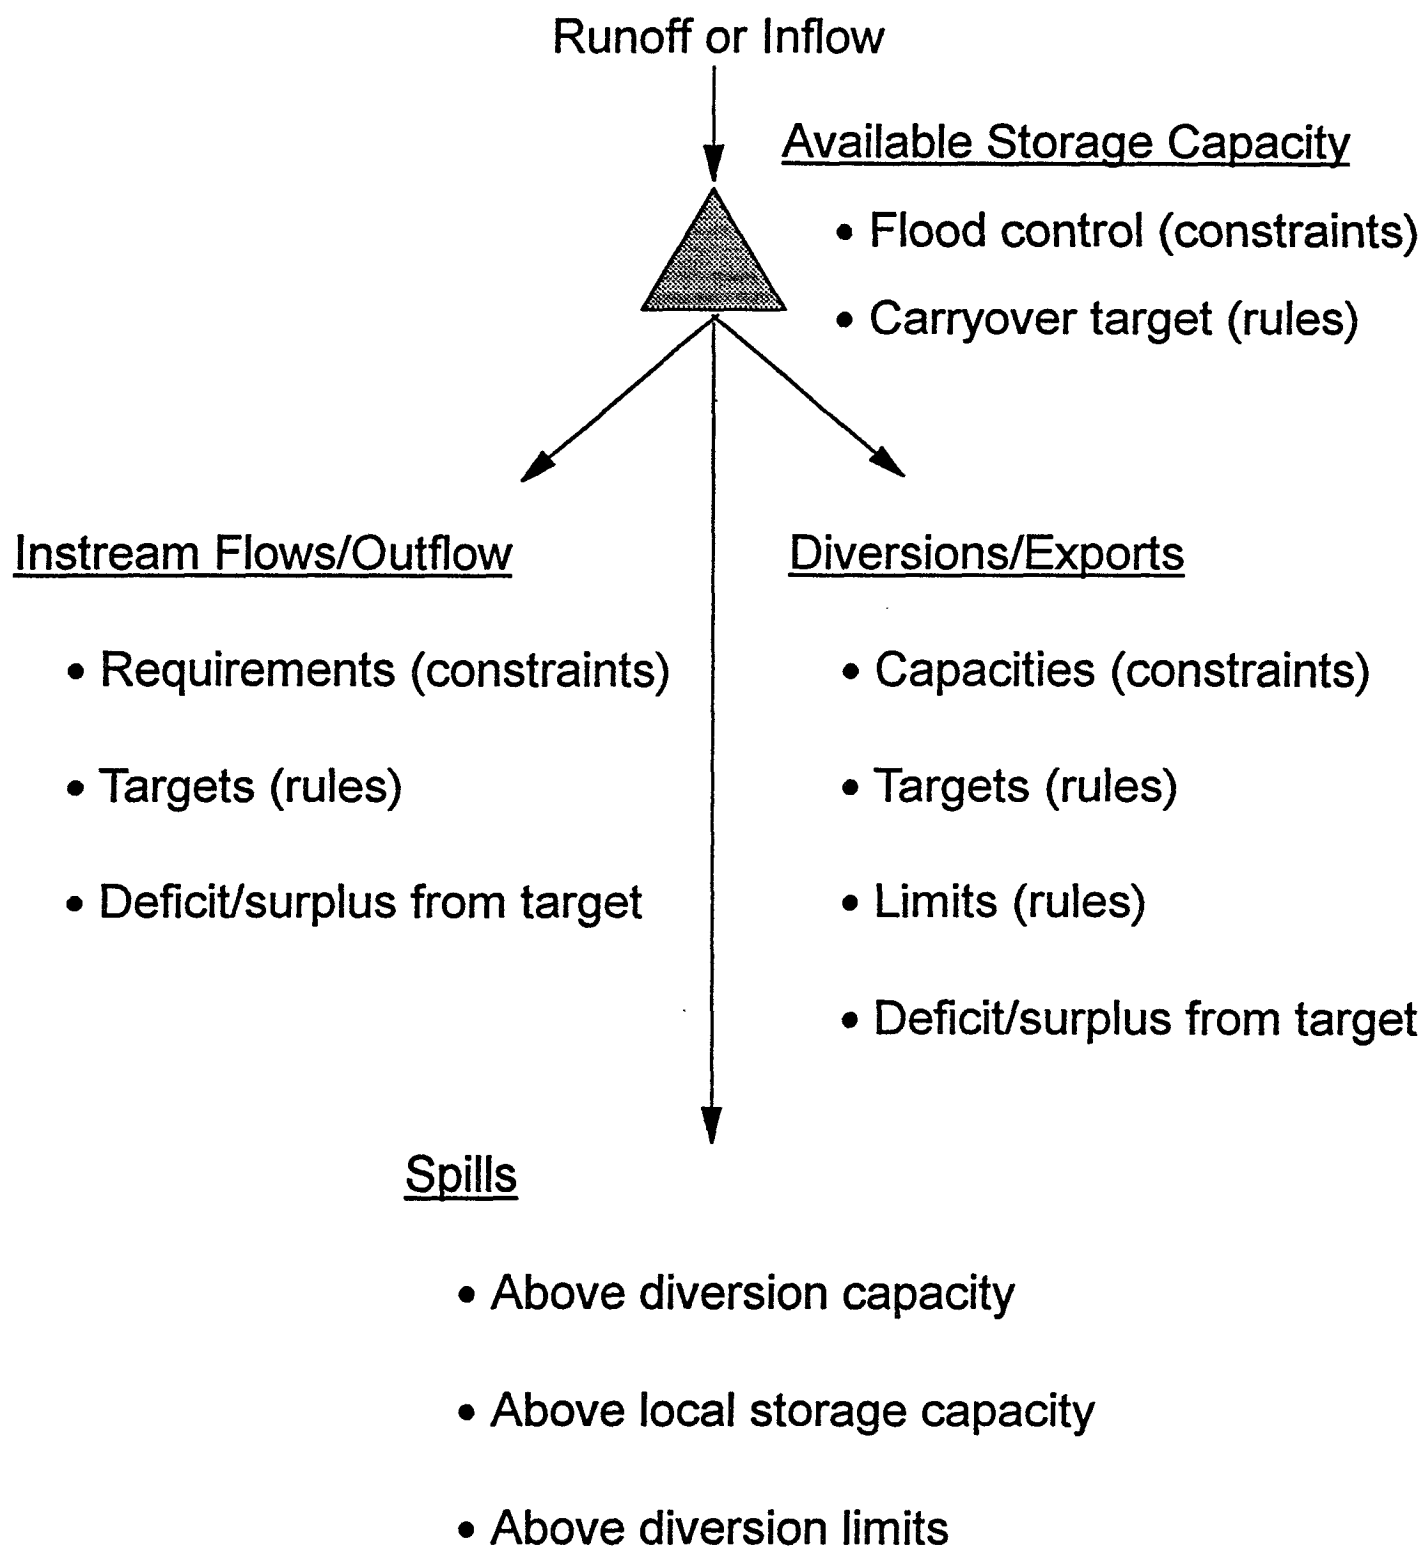 Runoff or Inflow
Available Storage Capacity
• Flood control (constraints)
• Carryover target (rules)
Instream Flows/Outflow
• Requirements (constraints)
• Targets (rules)
• Deficit/surplus from target
Diversions/Exports
• Capacities (constraints)
• Targets (rules)
• Limits (rules)
• Deficit/surplus from target
Spills
• Above diversion capacity
• Above local storage capacity
• Above diversion limits